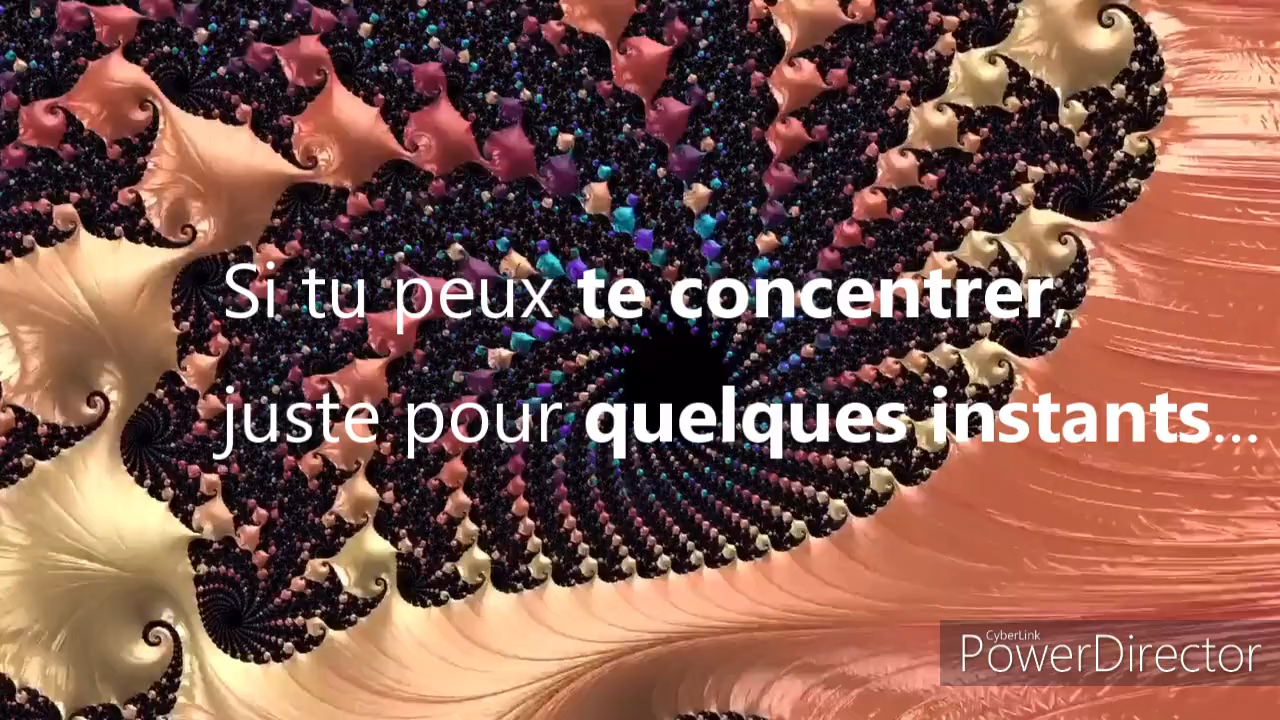 Si tu peux te concentrer,
juste pour quelques instants...
CyberLink
PowerDirector